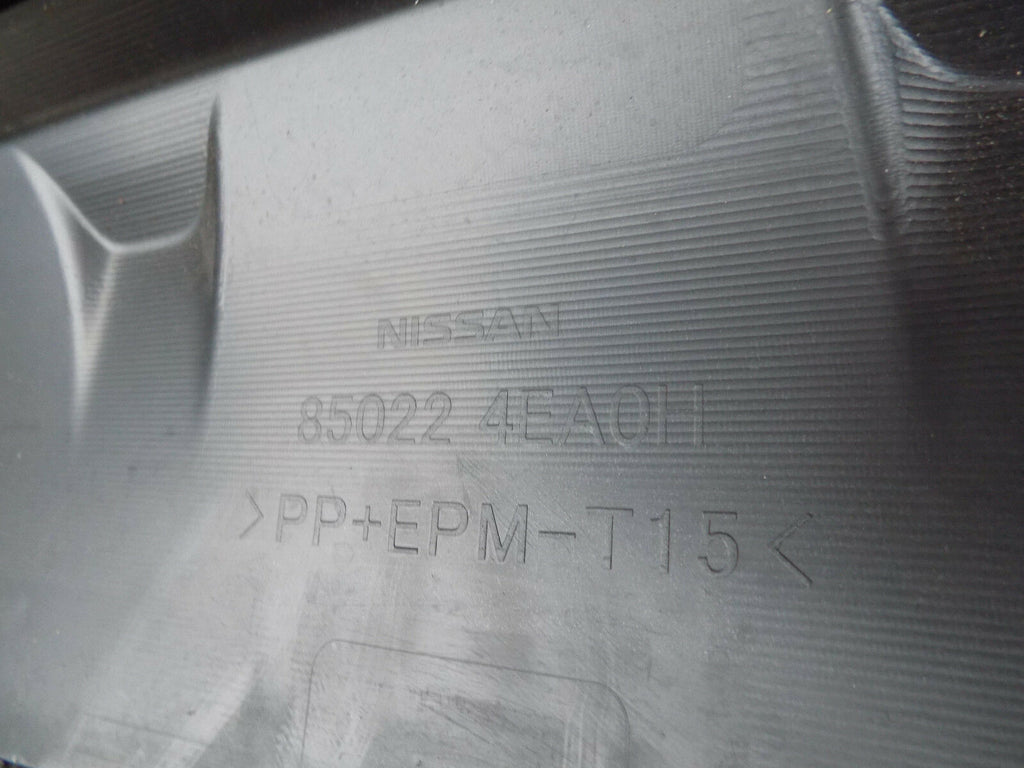 NISSAN
85022 4EA0H
>PP+EPM-T15<